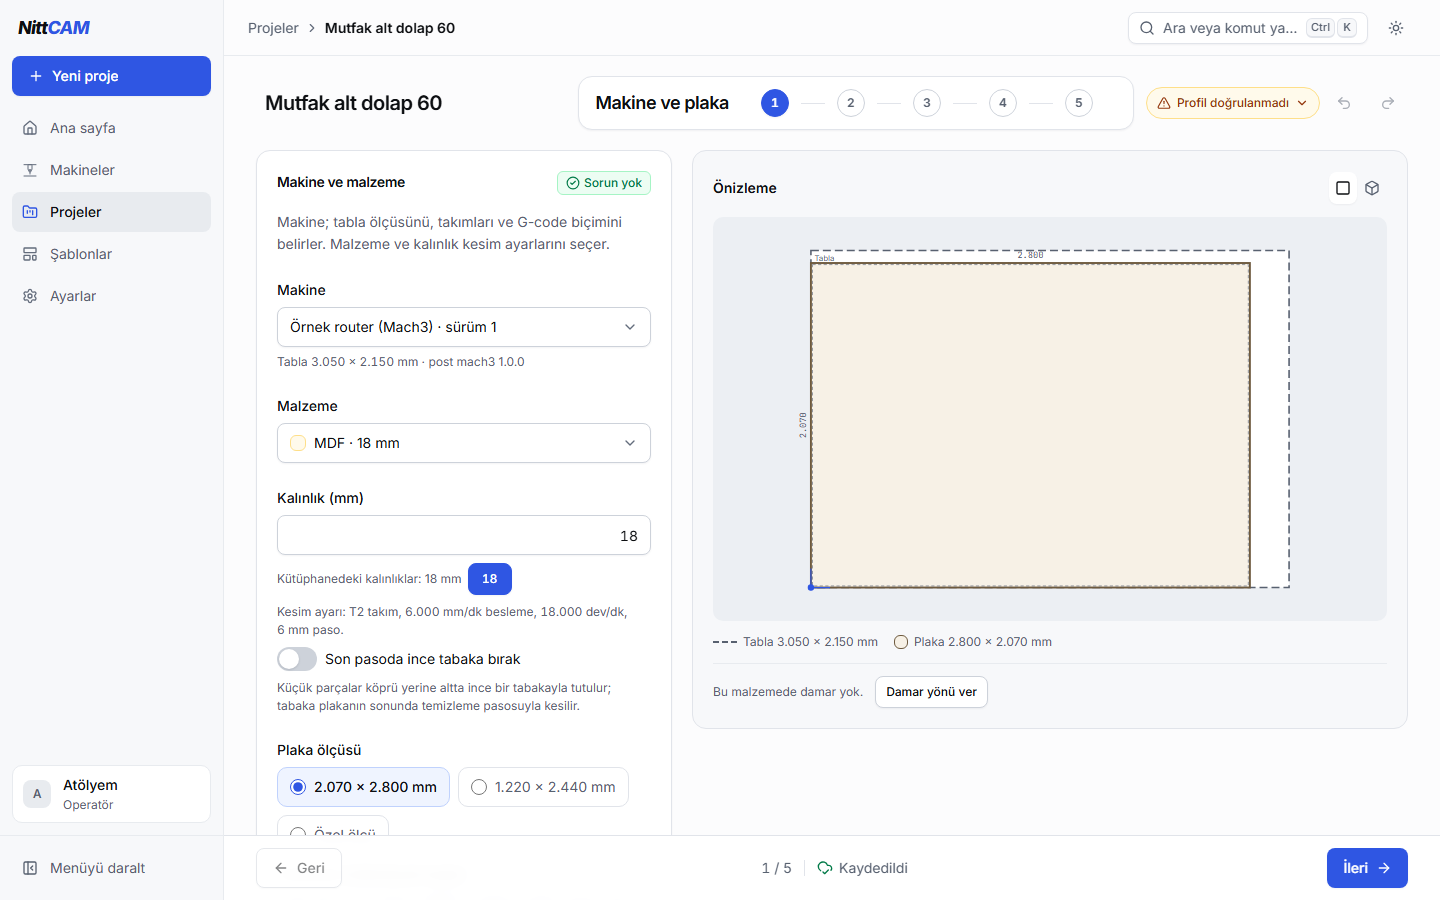 NittCAM
Yeni proje
Ana sayfa
Makineler
Projeler
Şablonlar
Ayarlar
A
Atölyem
Operatör
Menüyü daralt
Projeler > Mutfak alt dolap 60
Ara veya komut ya... Ctrl K
Mutfak alt dolap 60
Makine ve plaka 1 2 3 4 5
Profil doğrulanmadı
Makine ve malzeme
Sorun yok
Makine; tabla ölçüsünü, takımları ve G-code biçimini
belirler. Malzeme ve kalınlık kesim ayarlarını seçer.
Makine
Örnek router (Mach3) · sürüm 1
Tabla 3.050 × 2.150 mm · post mach3 1.0.0
Malzeme
MDF · 18 mm
Kalınlık (mm)
18
Kütüphanedeki kalınlıklar: 18 mm 18
Kesim ayarı: T2 takım, 6.000 mm/dk besleme, 18.000 dev/dk,
6 mm paso.
Son pasoda ince tabaka bırak
Küçük parçalar köprü yerine altta ince bir tabakayla tutulur;
tabaka plakanın sonunda temizleme pasosuyla kesilir.
Plaka ölçüsü
2.070 × 2.800 mm
1.220 × 2.440 mm
Özel ölçü
Önizleme
Tabla
2.800
2.070
Tabla 3.050 × 2.150 mm
Plaka 2.800 × 2.070 mm
Bu malzemede damar yok.
Damar yönü ver
Geri
1 / 5
Kaydedildi
İleri